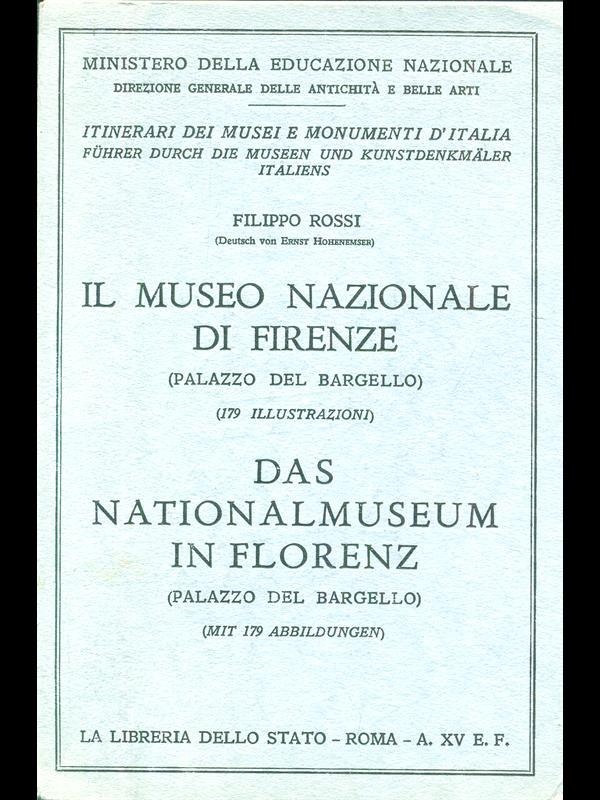 MINISTERO DELLA EDUCAZIONE NAZIONALE
DIREZIONE GENERALE DELLE ANTICHITÀ E BELLE ARTI
ITINERARI DEI MUSEI E MONUMENTI D'ITALIA
FÜHRER DURCH DIE MUSEEN UND KUNSTDENKMÄLER
ITALIENS
FILIPPO ROSSI
(Deutsch von ERNST HOHENEMSER)
IL MUSEO NAZIONALE
DI FIRENZE
(PALAZZO DEL BARGELLO)
(179 ILLUSTRAZIONI)
DAS
NATIONALMUSEUM
IN FLORENZ
(PALAZZO DEL BARGELLO)
(MIT 179 ABBILDUNGEN)
LA LIBRERIA DELLO STATO – ROMA – A. XV E. F.